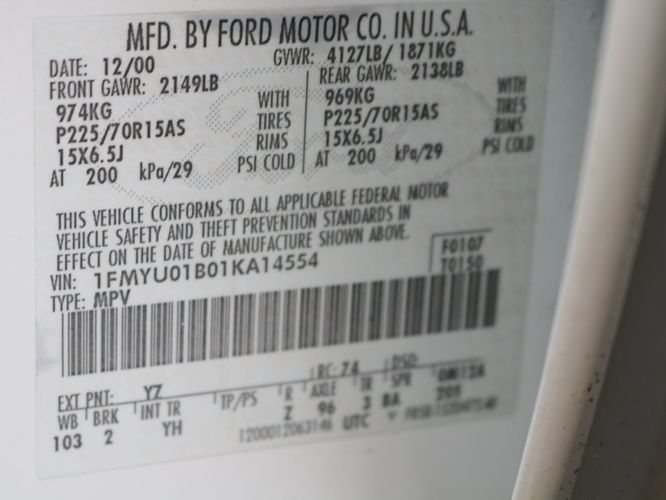 MFD. BY FORD MOTOR CO. IN U.S.A.
DATE: 12/00 GVWR: 4127LB/ 1871KG
FRONT GAWR: 2149LB REAR GAWR: 2138LB
974KG WITH 969KG WITH
P225/70R15AS TIRES P225/70R15AS TIRES
15X6.5J RIMS 15X6.5J RIMS
AT 200 kPa/29 PSI COLD AT 200 kPa/29 PSI COLD
THIS VEHICLE CONFORMS TO ALL APPLICABLE FEDERAL MOTOR
VEHICLE SAFETY AND THEFT PREVENTION STANDARDS IN
EFFECT ON THE DATE OF MANUFACTURE SHOWN ABOVE.
VIN: 1FMYU01B01KA14554 F0107
TYPE: MPV T0150
EXT PNT: YZ RC: 74 DSO:
WB BRK INT TR TP/PS R AXLE TR SPR
103 2 YH Z 96 3 BA 205
1200012063146 UTC